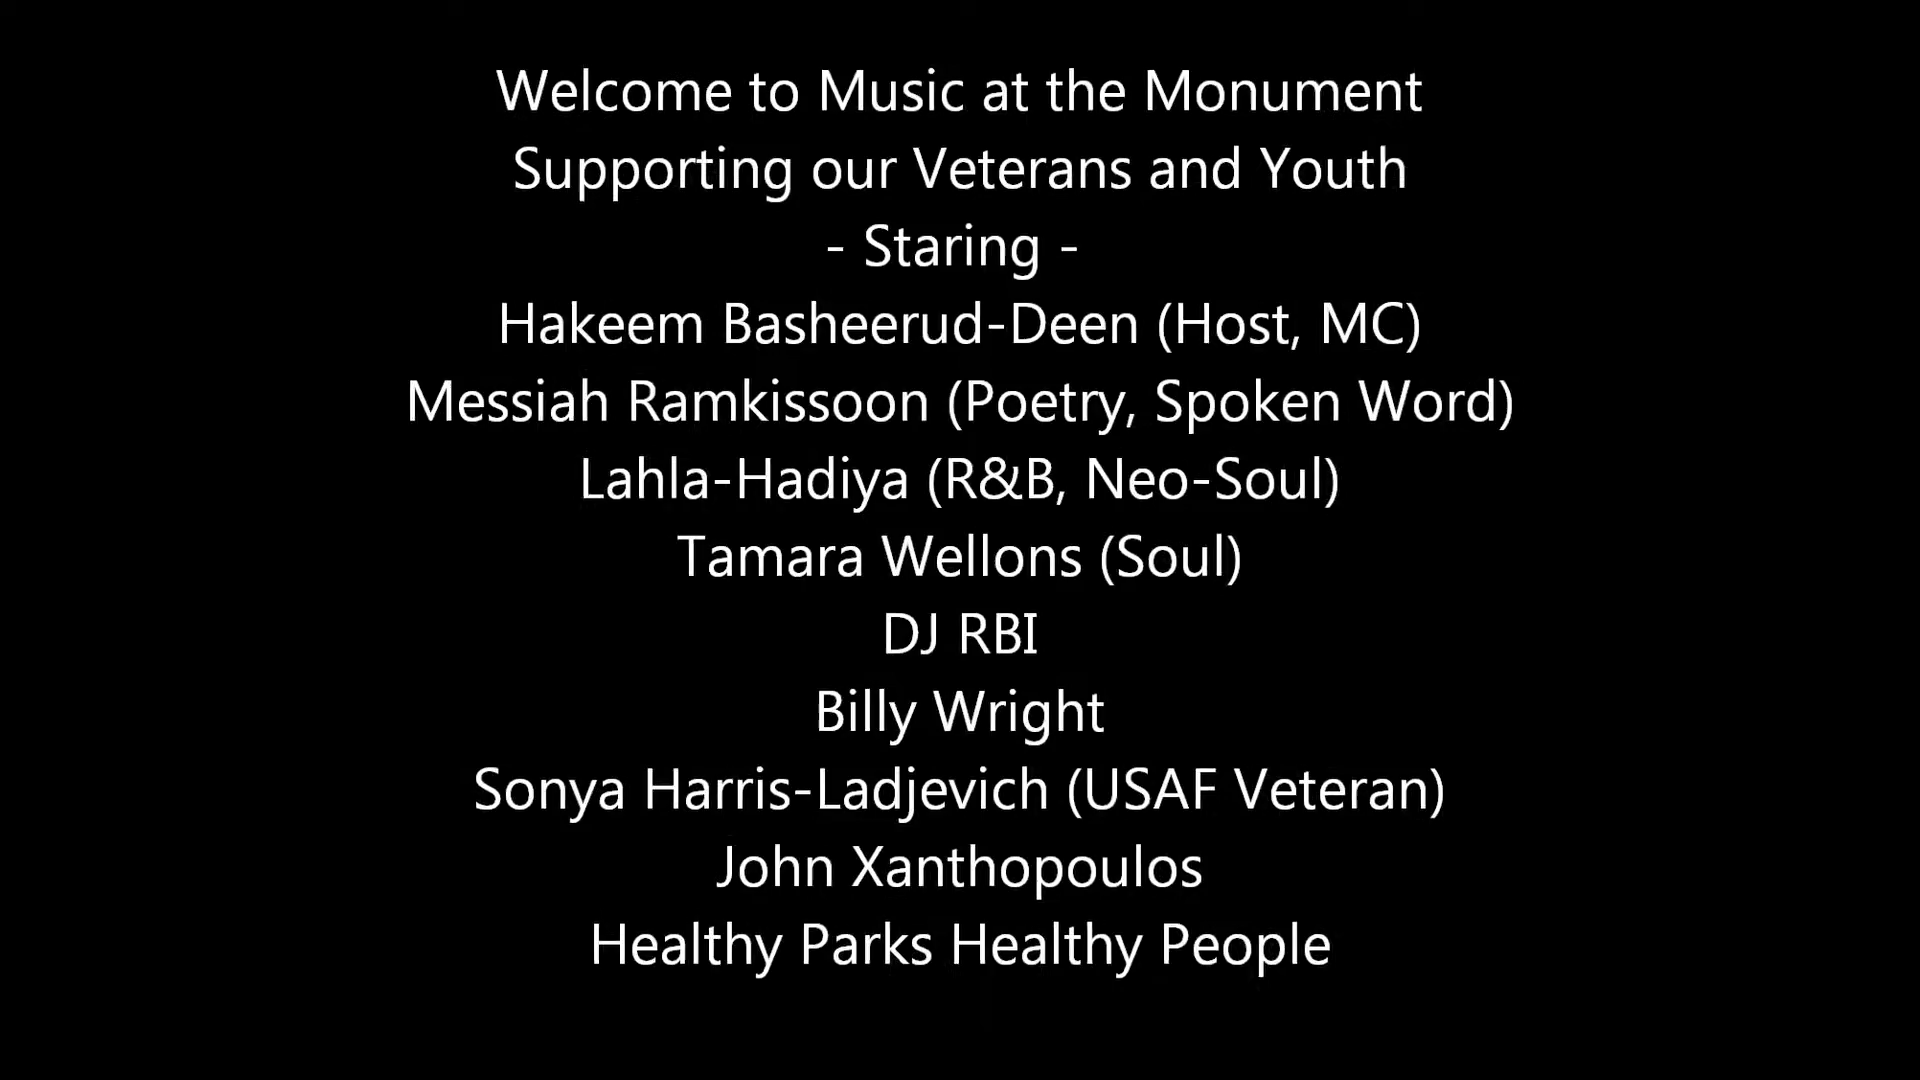 Welcome to Music at the Monument
Supporting our Veterans and Youth
- Staring -
Hakeem Basheerud-Deen (Host, MC)
Messiah Ramkissoon (Poetry, Spoken Word)
Lahla-Hadiya (R&B, Neo-Soul)
Tamara Wellons (Soul)
DJ RBI
Billy Wright
Sonya Harris-Ladjevich (USAF Veteran)
John Xanthopoulos
Healthy Parks Healthy People